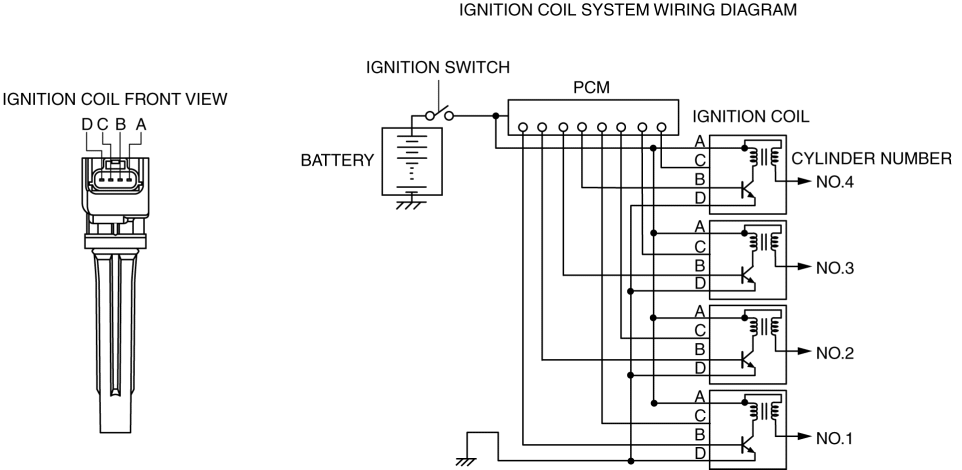 IGNITION COIL SYSTEM WIRING DIAGRAM
IGNITION SWITCH
PCM
IGNITION COIL FRONT VIEW
D C B A
BATTERY
IGNITION COIL
CYLINDER NUMBER
A
C
B
D
NO.4
A
C
B
D
NO.3
A
C
B
D
NO.2
A
C
B
D
NO.1